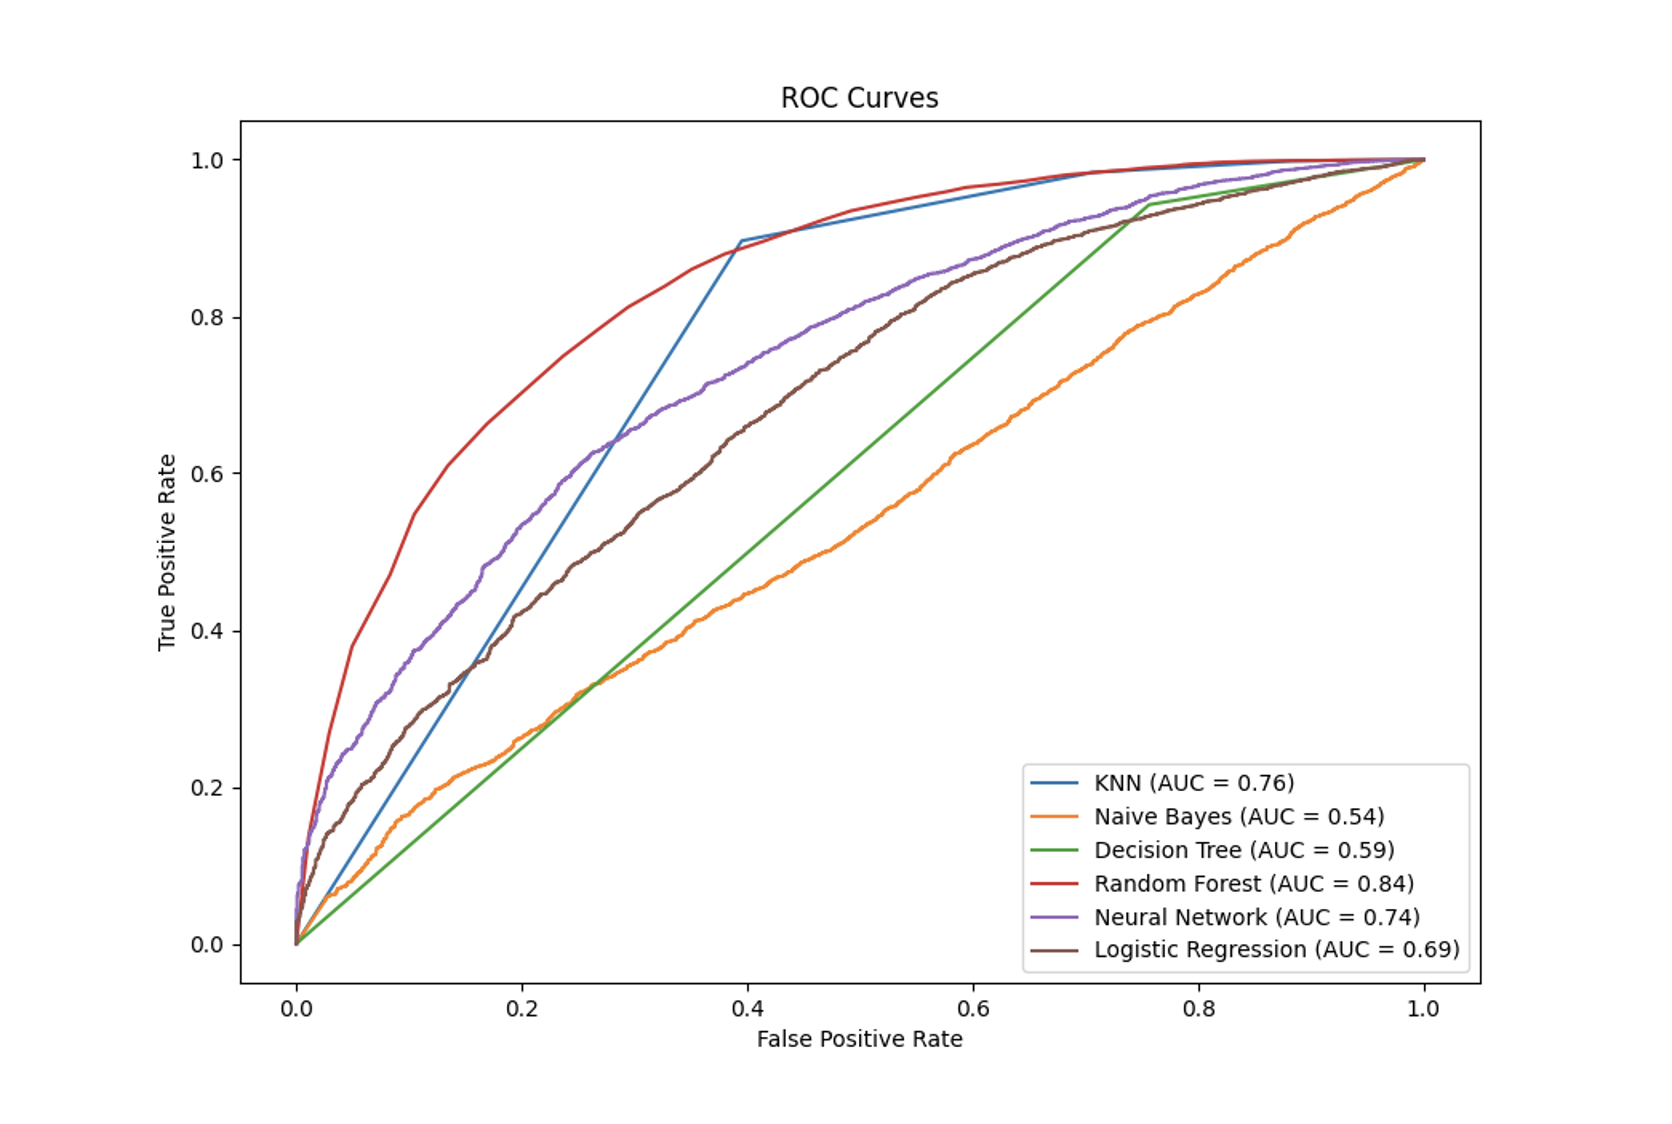 ROC Curves
True Positive Rate
1.0
0.8
0.6
0.4
0.2
0.0
KNN (AUC = 0.76)
Naive Bayes (AUC = 0.54)
Decision Tree (AUC = 0.59)
Random Forest (AUC = 0.84)
Neural Network (AUC = 0.74)
Logistic Regression (AUC = 0.69)
0.0 0.2 0.4 0.6 0.8 1.0
False Positive Rate